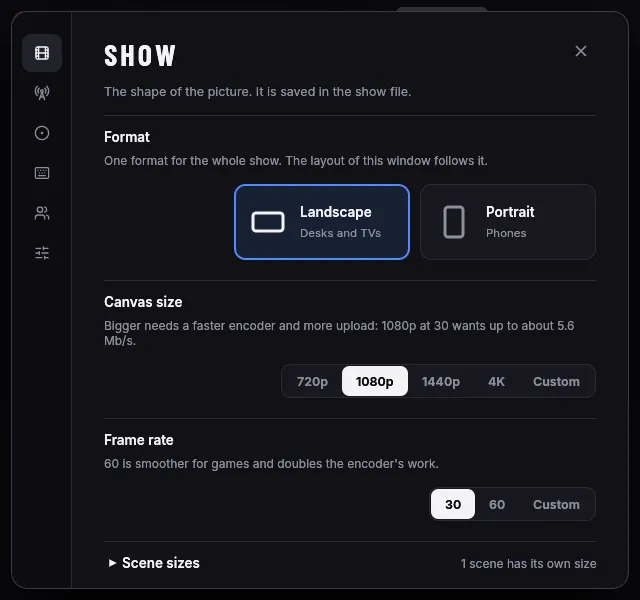 SHOW
The shape of the picture. It is saved in the show file.
Format
One format for the whole show. The layout of this window follows it.
Landscape
Desks and TVs
Portrait
Phones
Canvas size
Bigger needs a faster encoder and more upload: 1080p at 30 wants up to about 5.6
Mb/s.
720p 1080p 1440p 4K Custom
Frame rate
60 is smoother for games and doubles the encoder's work.
30 60 Custom
Scene sizes 1 scene has its own size